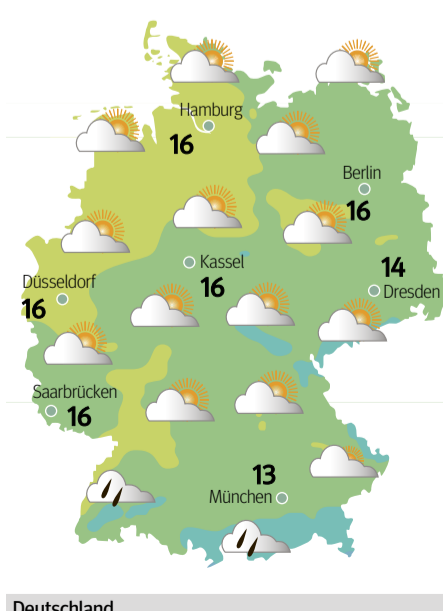 Hamburg
16
Berlin
16
Kassel
16
14
Dresden
Düsseldorf
16
Saarbrücken
16
13
München
Deutschland